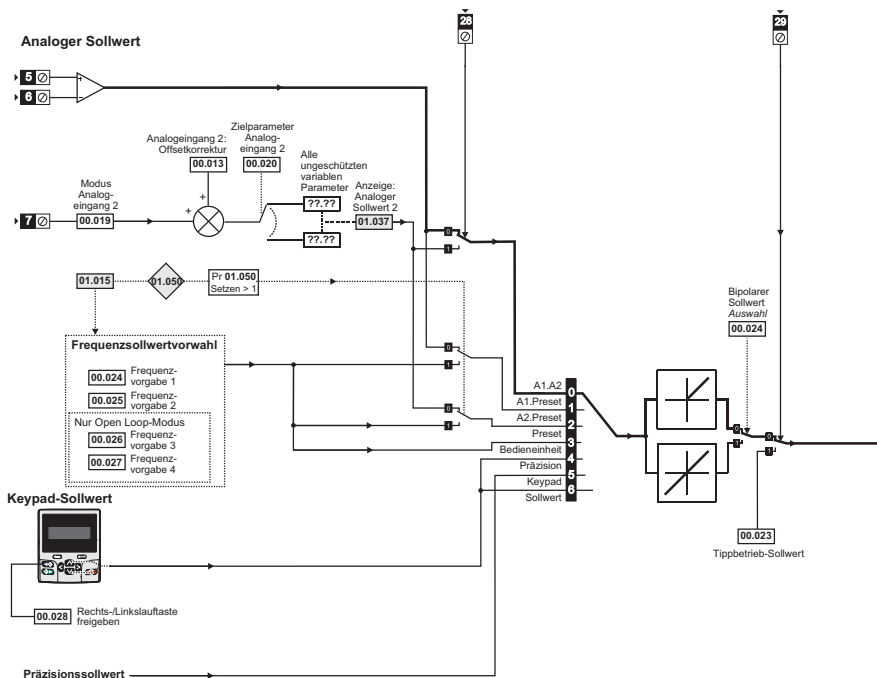 28
29
Analoger Sollwert
5
6
+
−
Analogeingang 2:
Offsetkorrektur
00.013
Zielparameter
Analog-
eingang 2
00.020
Alle
ungeschützten
variablen
Parameter
??.??
??.??
Anzeige:
Analoger
Sollwert 2
01.037
Modus
Analog-
eingang 2
7
00.019
+
+
0
1
01.015
01.050
Pr 01.050
Setzen > 1
Bipolarer
Sollwert
Auswahl
00.024
Frequenzsollwertvorwahl
00.024
Frequenz-
vorgabe 1
00.025
Frequenz-
vorgabe 2
Nur Open Loop-Modus
00.026
Frequenz-
vorgabe 3
00.027
Frequenz-
vorgabe 4
0
1
0
1
A1.A2
0
A1.Preset
1
A2.Preset
2
Preset
3
Bedieneinheit
4
Präzision
5
Keypad
6
Sollwert
0
1
0
1
00.023
Tippbetrieb-Sollwert
Keypad-Sollwert
00.028
Rechts-/Linkslauftaste
freigeben
Präzisionssollwert